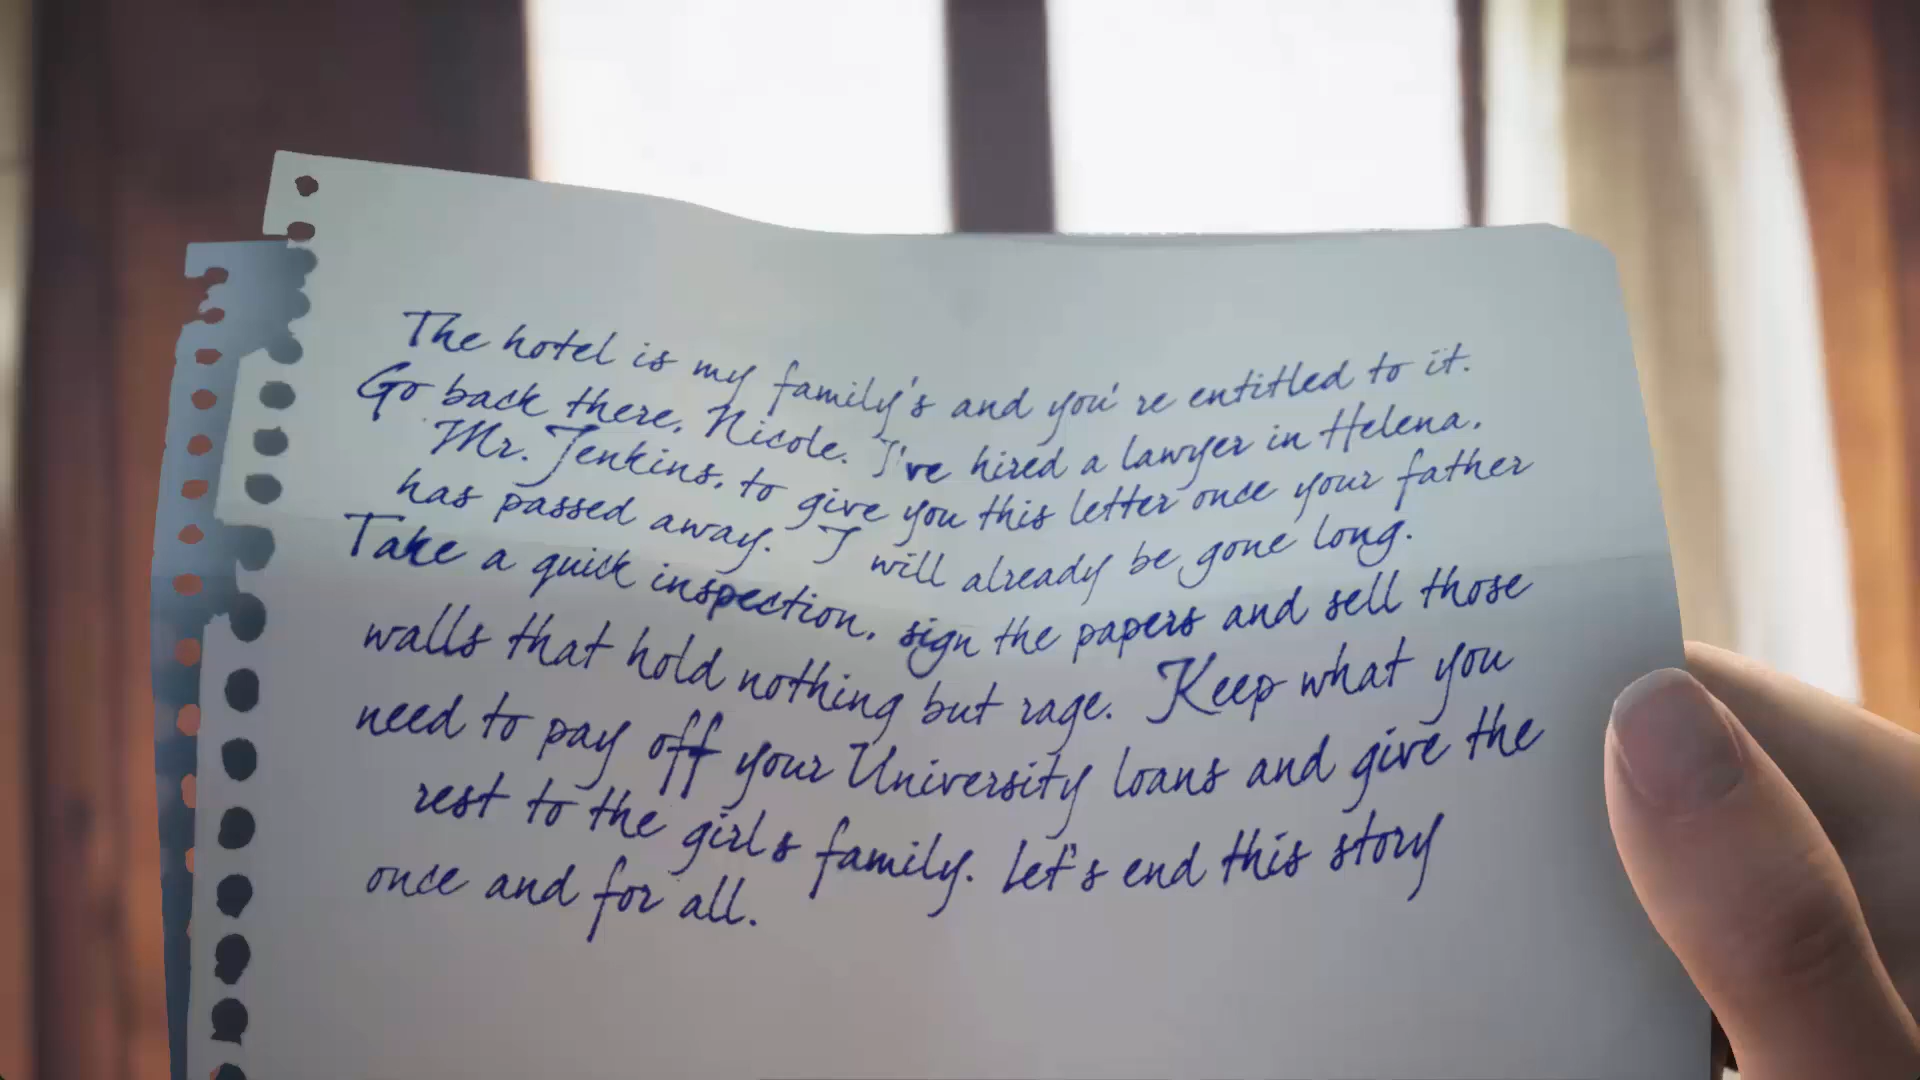 The hotel is my family's and you're entitled to it.
Go back there, Nicole. I've hired a lawyer in Helena,
Mr. Jenkins, to give you this letter once your father
has passed away. I will already be gone long.
Take a quick inspection, sign the papers and sell those
walls that hold nothing but rage. Keep what you
need to pay off your University loans and give the
rest to the girls family. Let's end this story
once and for all.